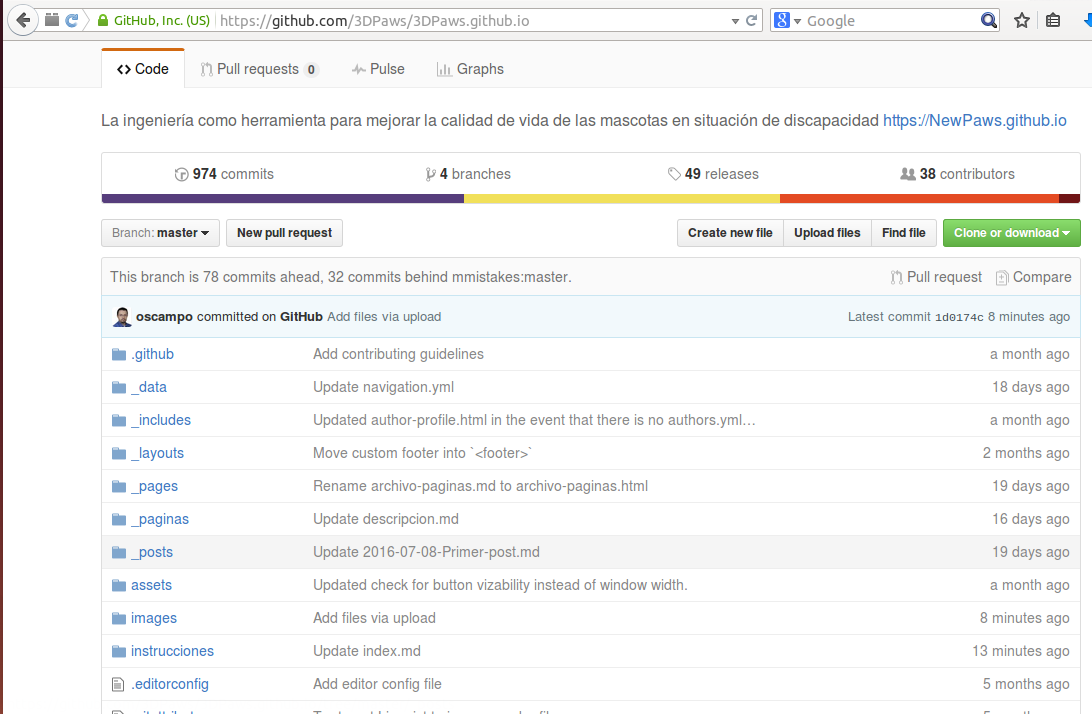 GitHub, Inc. (US) https://github.com/3DPaws/3DPaws.github.io Google
Code Pull requests 0 Pulse Graphs
La ingeniería como herramienta para mejorar la calidad de vida de las mascotas en situación de discapacidad https://NewPaws.github.io
974 commits 4 branches 49 releases 38 contributors
Branch: master New pull request Create new file Upload files Find file Clone or download
This branch is 78 commits ahead, 32 commits behind mmistakes:master. Pull request Compare
oscampo committed on GitHub Add files via upload Latest commit 1d0174c 8 minutes ago
.github Add contributing guidelines a month ago
_data Update navigation.yml 18 days ago
_includes Updated author-profile.html in the event that there is no authors.yml… a month ago
_layouts Move custom footer into `<footer>` 2 months ago
_pages Rename archivo-paginas.md to archivo-paginas.html 19 days ago
_paginas Update descripcion.md 16 days ago
_posts Update 2016-07-08-Primer-post.md 19 days ago
assets Updated check for button vizability instead of window width. a month ago
images Add files via upload 8 minutes ago
instrucciones Update index.md 13 minutes ago
.editorconfig Add editor config file 5 months ago